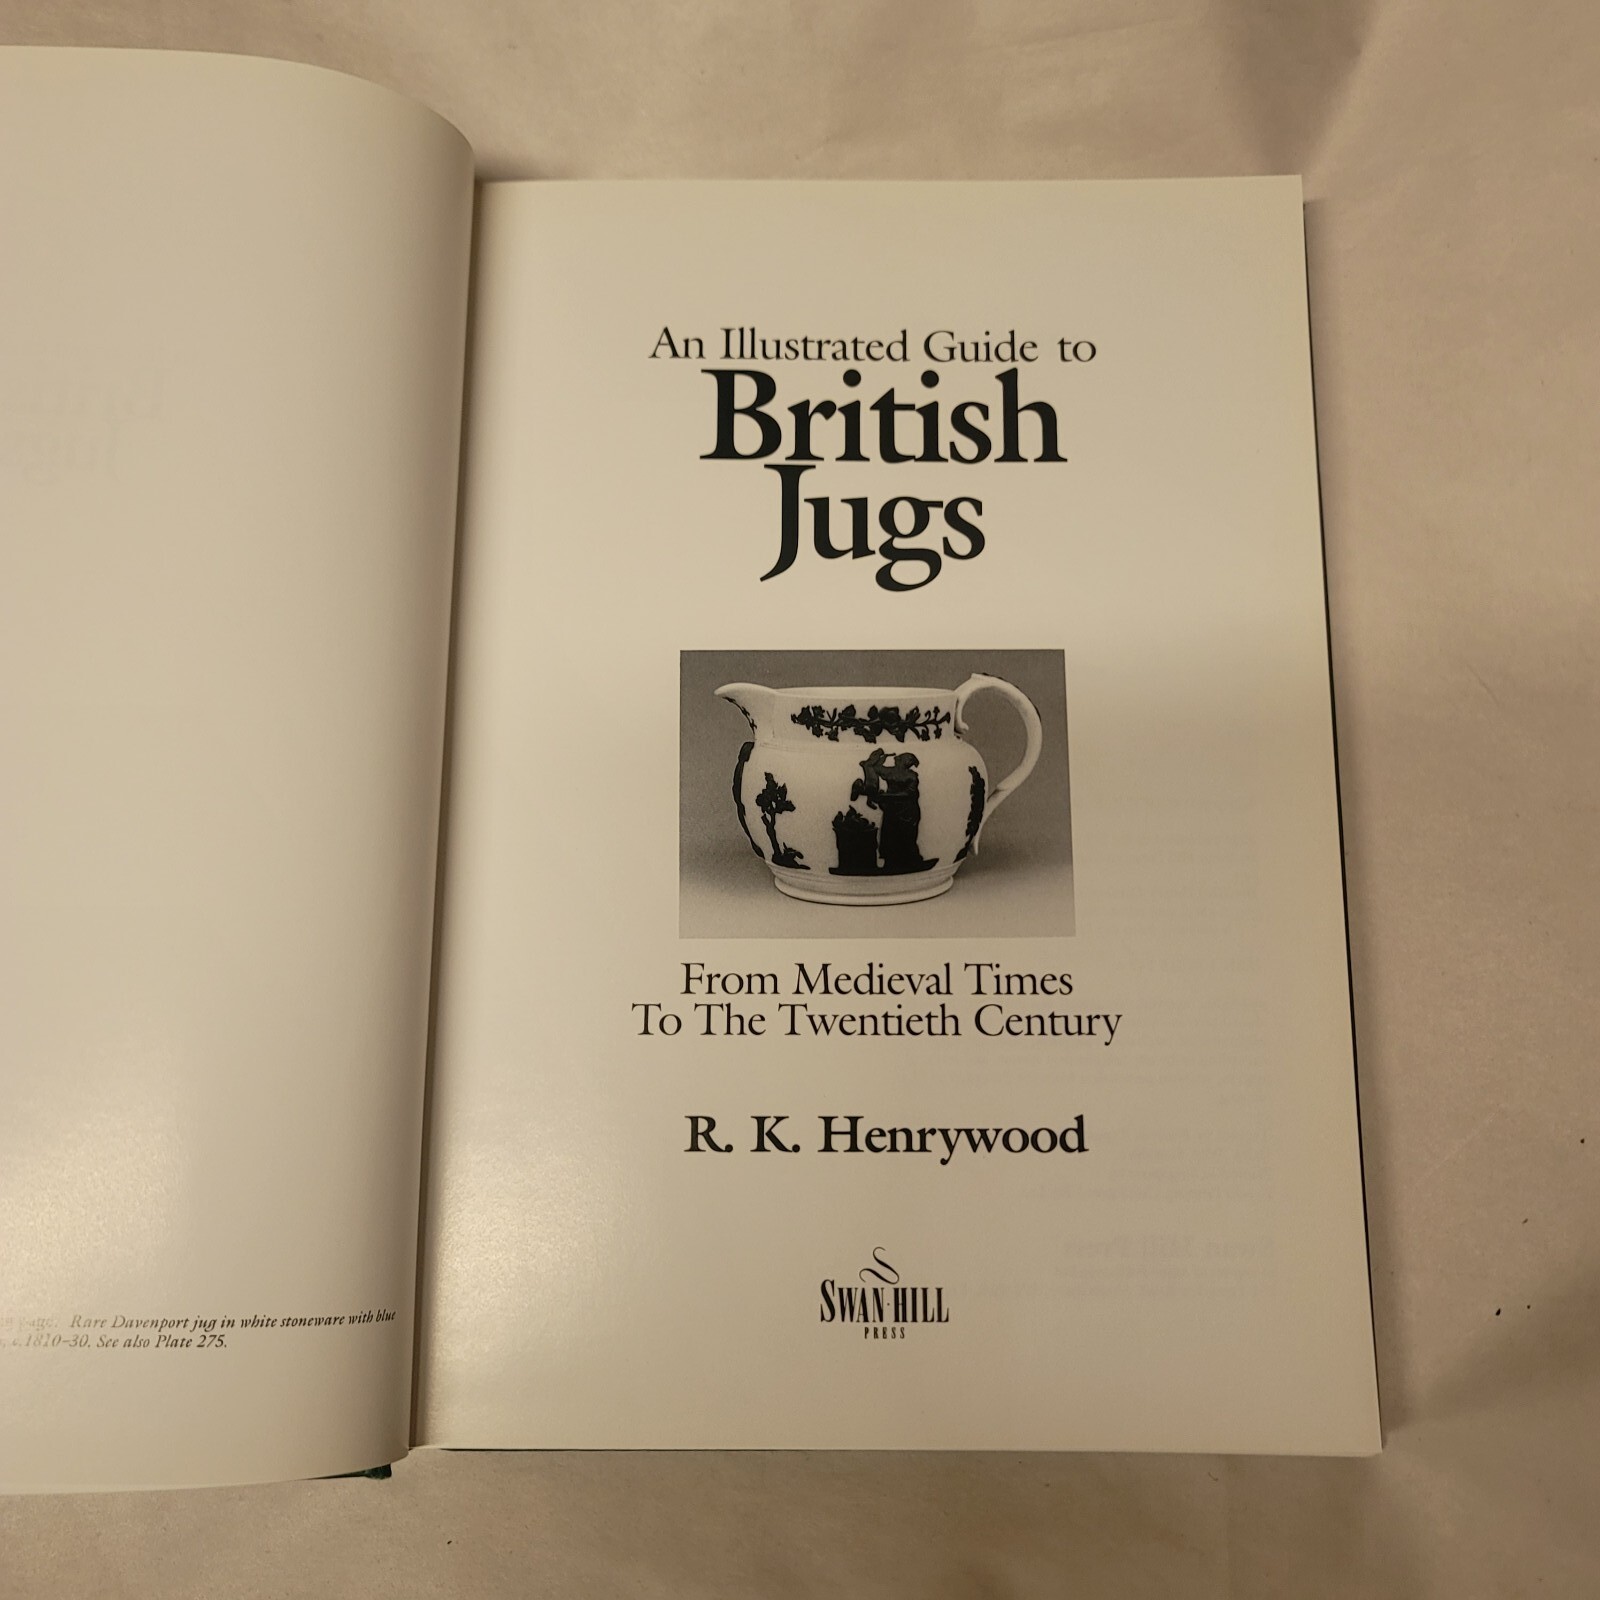 An Illustrated Guide to
British
Jugs
From Medieval Times
To The Twentieth Century
R. K. Henrywood
SWAN·HILL
PRESS
page. Rare Davenport jug in white stoneware with blue
c.1810–30. See also Plate 275.